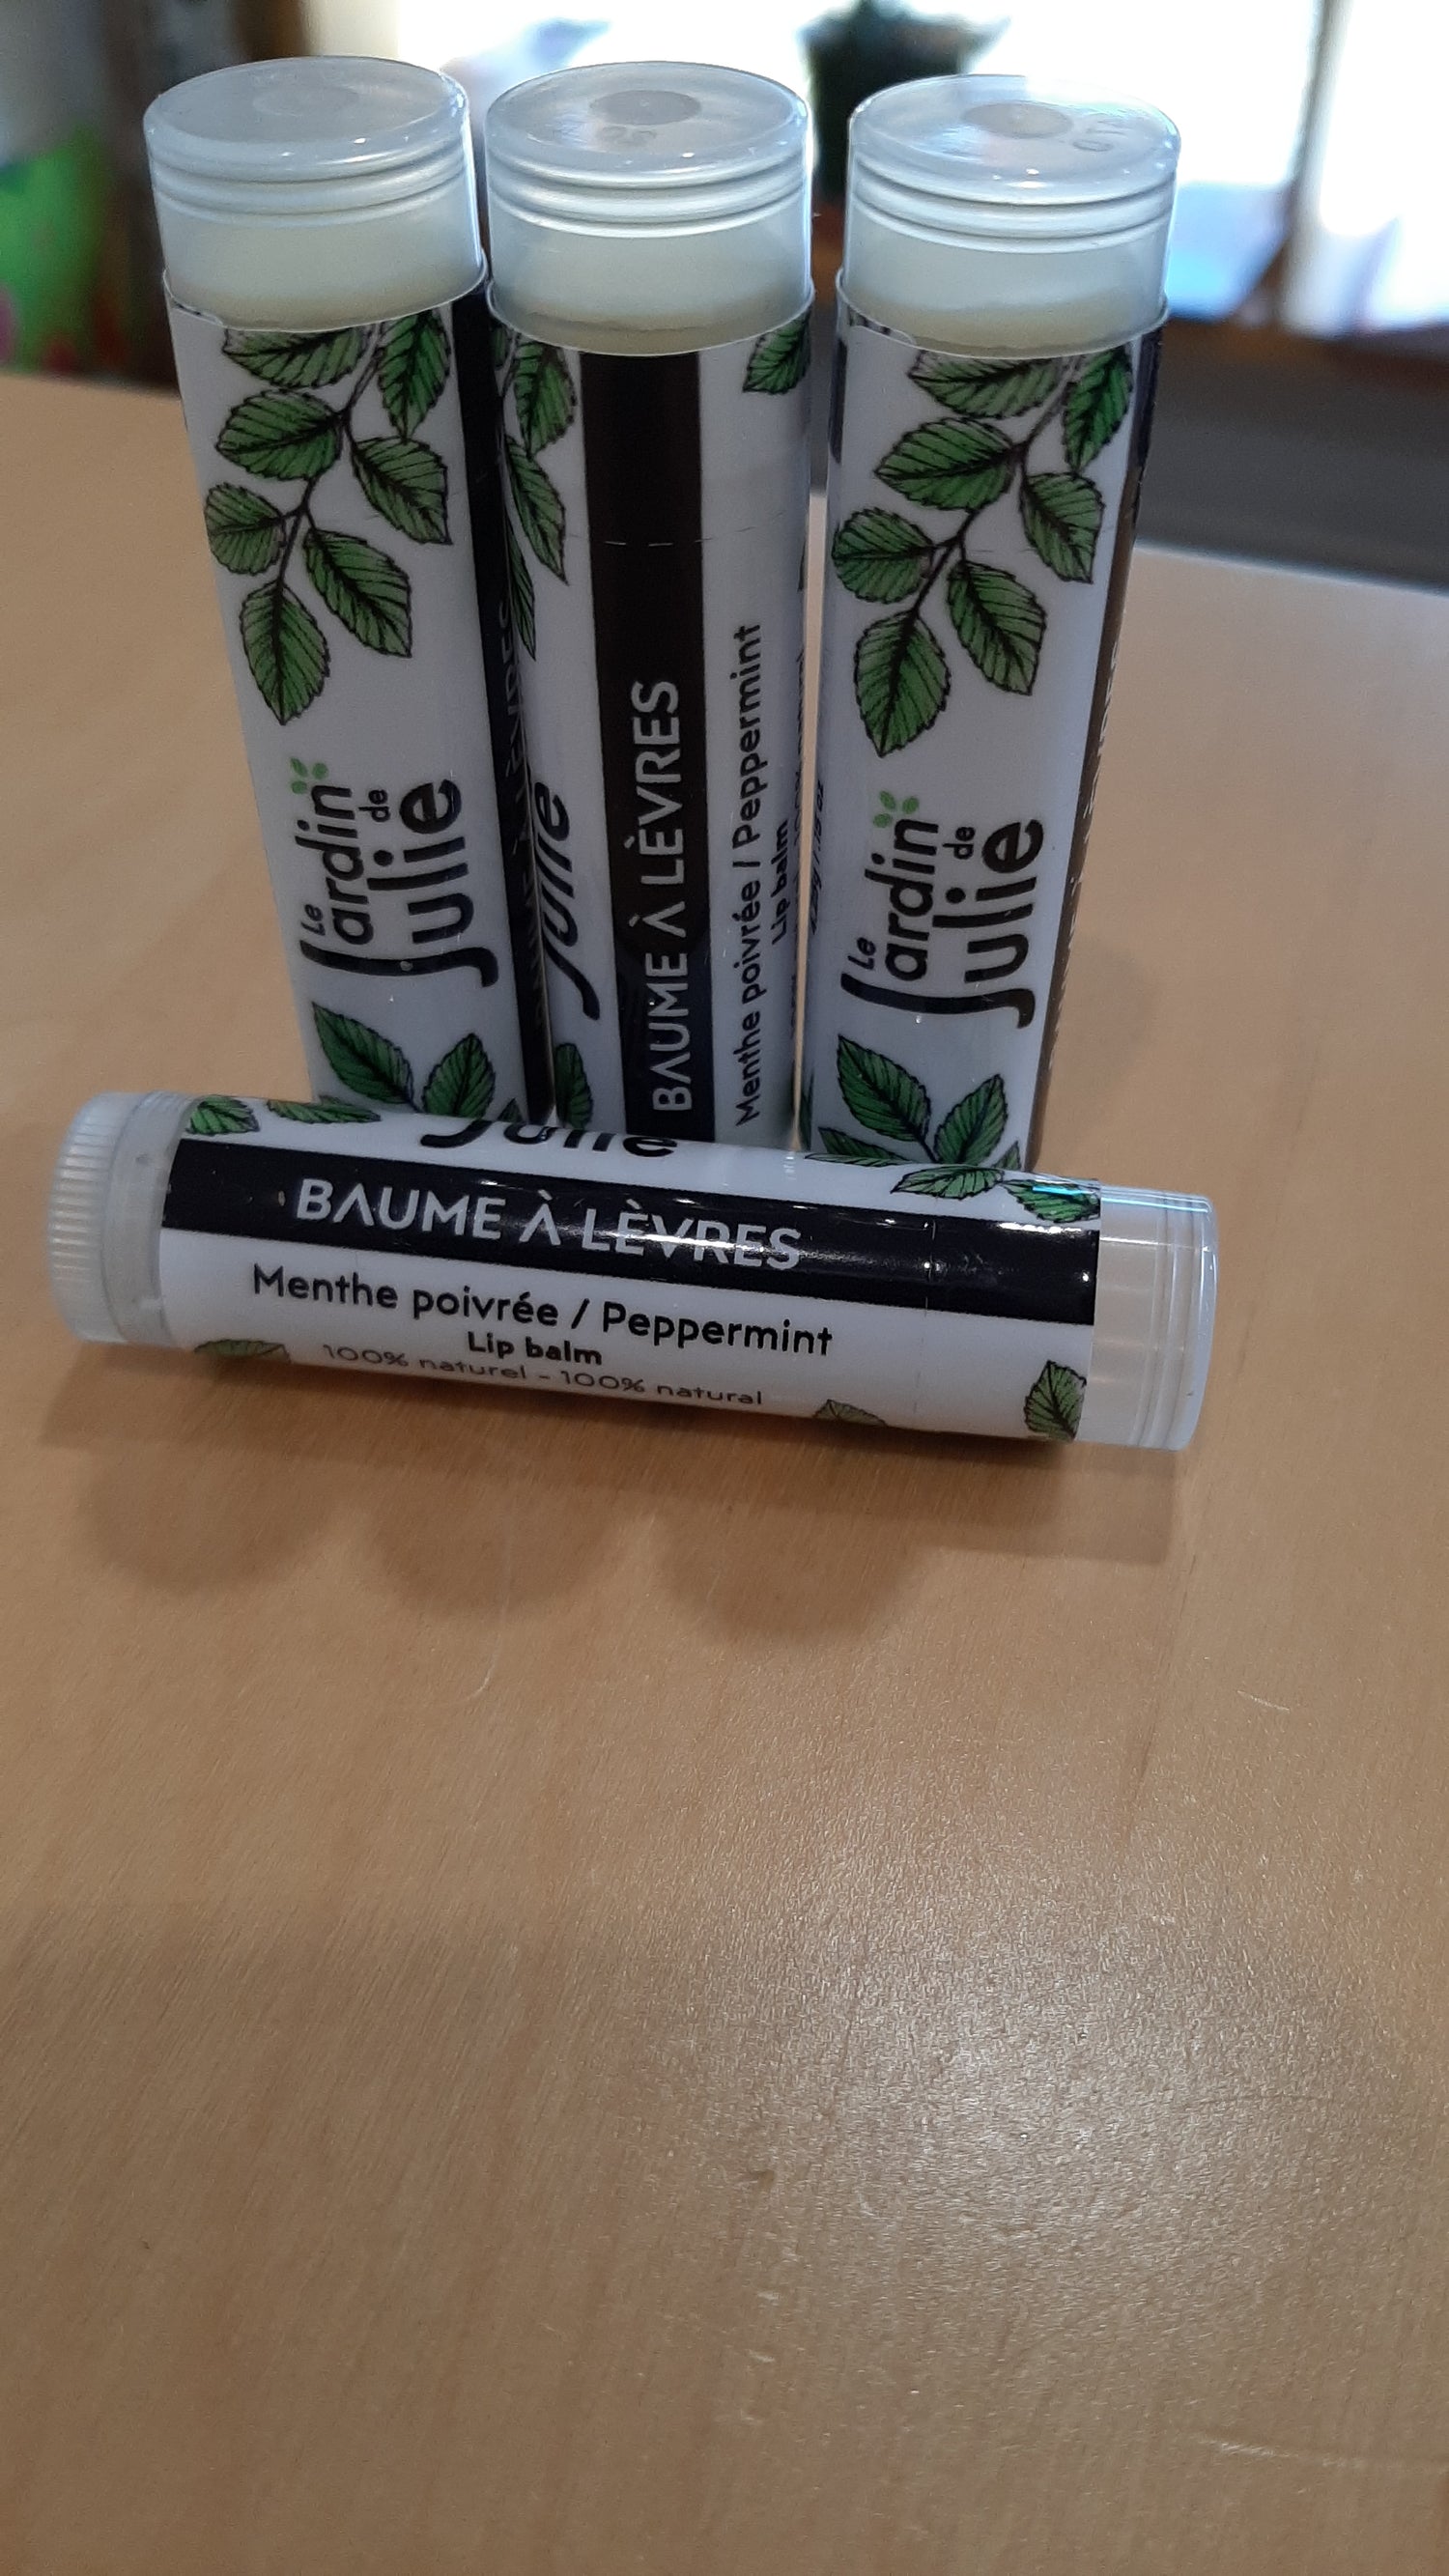 Le
Jardin
de
Julie
Julie
BAUME À LÈVRES
Menthe poivrée / Peppermint
Lip balm
Le
Jardin
de
Julie
Julie
BAUME À LÈVRES
Menthe poivrée / Peppermint
Lip balm
100% naturel - 100% natural